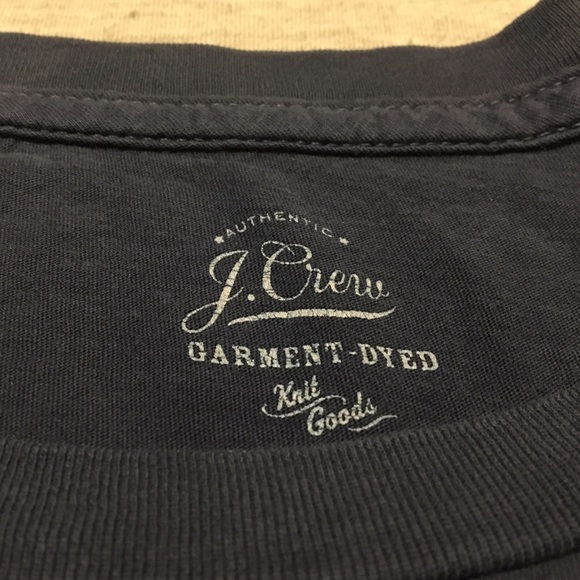 AUTHENTIC
J.Crew
GARMENT-DYED
Knit
Goods